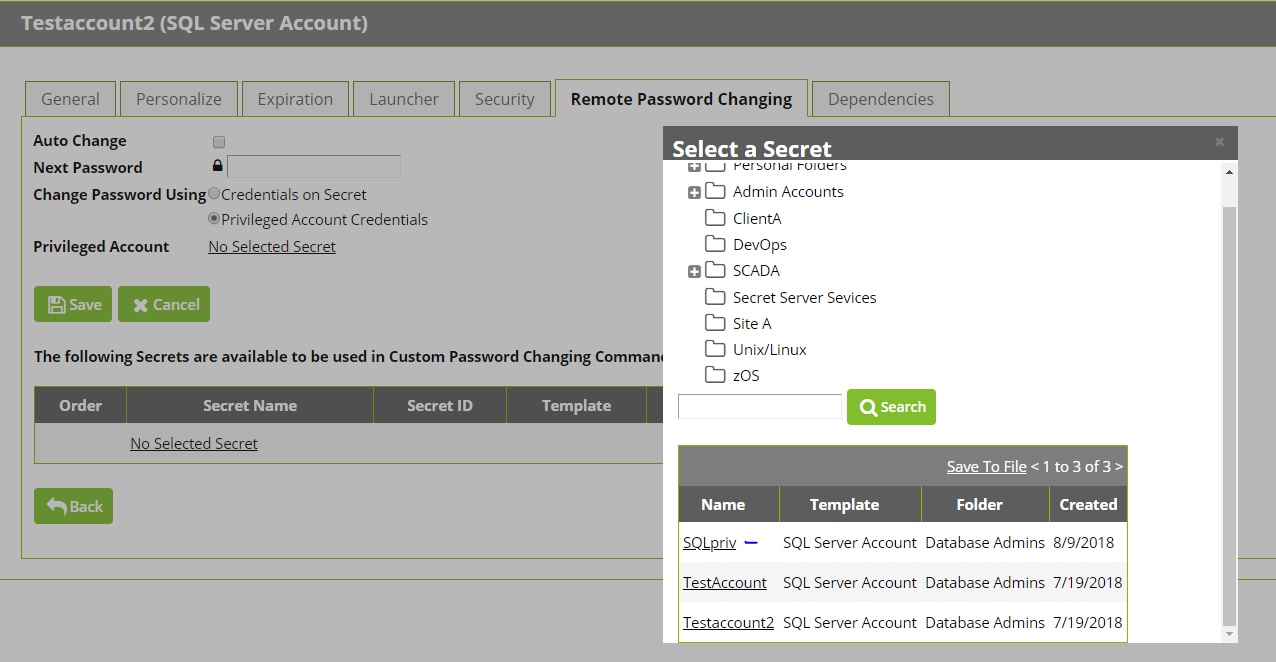 Testaccount2 (SQL Server Account)
General Personalize Expiration Launcher Security Remote Password Changing Dependencies
Auto Change
Next Password
Change Password Using Credentials on Secret
Privileged Account Credentials
Privileged Account No Selected Secret
Save Cancel
The following Secrets are available to be used in Custom Password Changing Comman
Order Secret Name Secret ID Template
No Selected Secret
Back
Select a Secret
Personal Folders
Admin Accounts
ClientA
DevOps
SCADA
Secret Server Sevices
Site A
Unix/Linux
zOS
Search
Save To File < 1 to 3 of 3 >
Name Template Folder Created
SQLpriv SQL Server Account Database Admins 8/9/2018
TestAccount SQL Server Account Database Admins 7/19/2018
Testaccount2 SQL Server Account Database Admins 7/19/2018